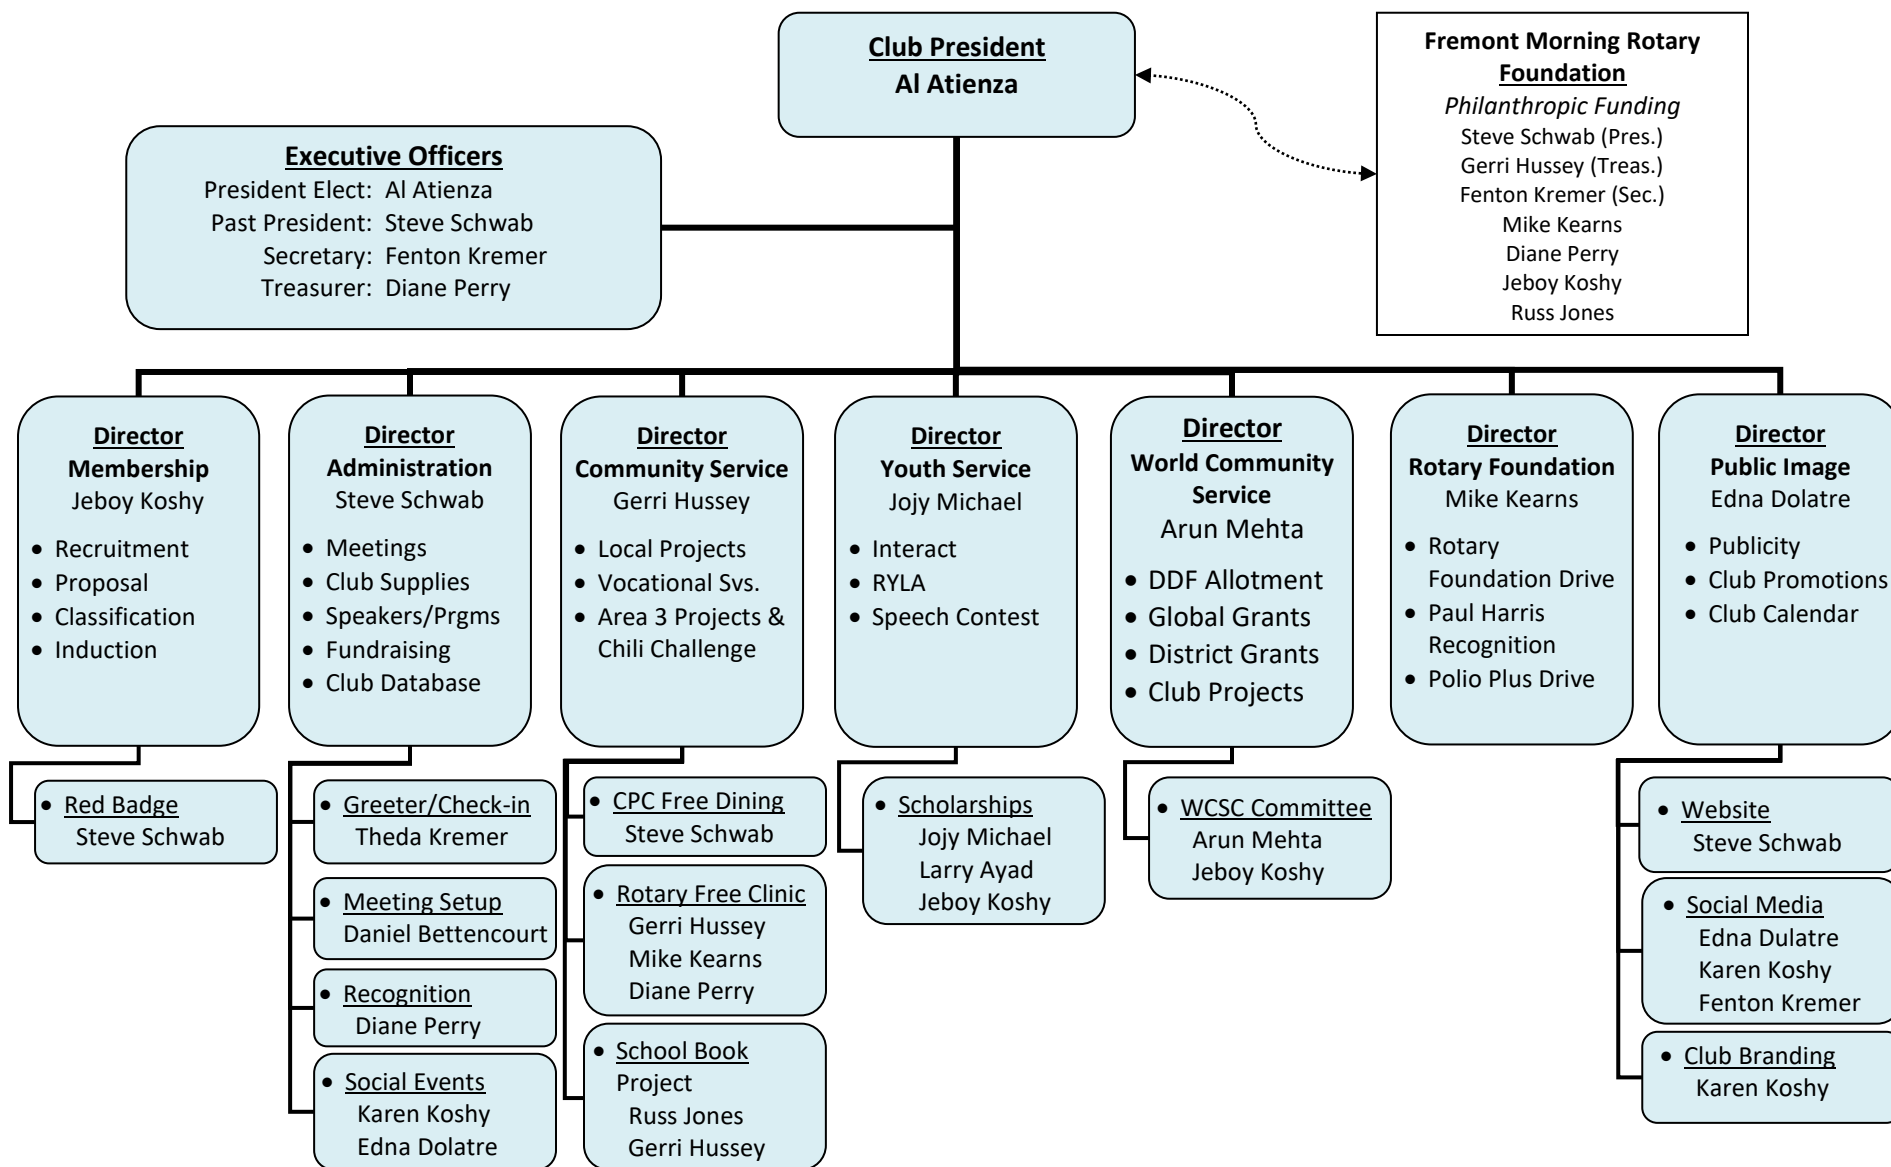 Club President
Al Atienza
Fremont Morning Rotary
Foundation
Philanthropic Funding
Steve Schwab (Pres.)
Gerri Hussey (Treas.)
Fenton Kremer (Sec.)
Mike Kearns
Diane Perry
Jeboy Koshy
Russ Jones
Executive Officers
President Elect: Al Atienza
Past President: Steve Schwab
Secretary: Fenton Kremer
Treasurer: Diane Perry
Director
Membership
Jeboy Koshy
• Recruitment
• Proposal
• Classification
• Induction
Director
Administration
Steve Schwab
• Meetings
• Club Supplies
• Speakers/Prgms
• Fundraising
• Club Database
Director
Community Service
Gerri Hussey
• Local Projects
• Vocational Svs.
• Area 3 Projects &
Chili Challenge
Director
Youth Service
Jojy Michael
• Interact
• RYLA
• Speech Contest
Director
World Community
Service
Arun Mehta
• DDF Allotment
• Global Grants
• District Grants
• Club Projects
Director
Rotary Foundation
Mike Kearns
• Rotary
Foundation Drive
• Paul Harris
Recognition
• Polio Plus Drive
Director
Public Image
Edna Dolatre
• Publicity
• Club Promotions
• Club Calendar
• Red Badge
Steve Schwab
• Greeter/Check-in
Theda Kremer
• Meeting Setup
Daniel Bettencourt
• Recognition
Diane Perry
• Social Events
Karen Koshy
Edna Dolatre
• CPC Free Dining
Steve Schwab
• Rotary Free Clinic
Gerri Hussey
Mike Kearns
Diane Perry
• School Book
Project
Russ Jones
Gerri Hussey
• Scholarships
Jojy Michael
Larry Ayad
Jeboy Koshy
• WCSC Committee
Arun Mehta
Jeboy Koshy
• Website
Steve Schwab
• Social Media
Edna Dulatre
Karen Koshy
Fenton Kremer
• Club Branding
Karen Koshy